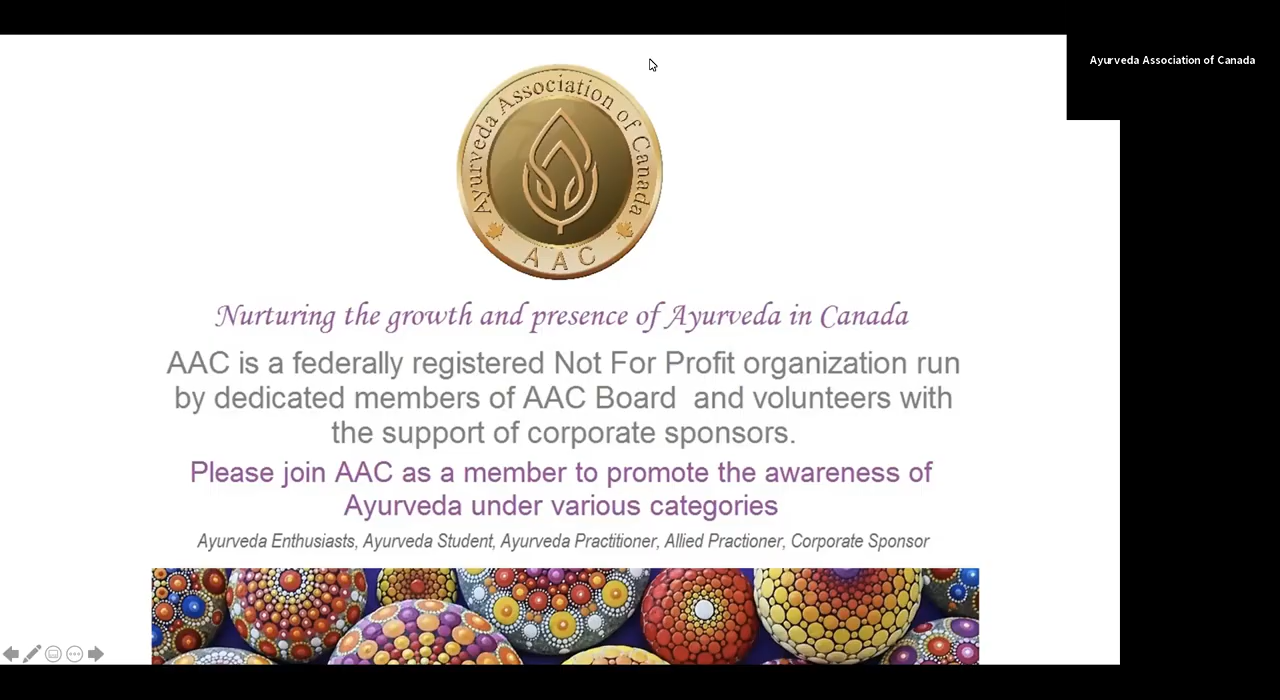 Ayurveda Association of Canada
Ayurveda Association of Canada
AAC
Nurturing the growth and presence of Ayurveda in Canada
AAC is a federally registered Not For Profit organization run
by dedicated members of AAC Board and volunteers with
the support of corporate sponsors.
Please join AAC as a member to promote the awareness of
Ayurveda under various categories
Ayurveda Enthusiasts, Ayurveda Student, Ayurveda Practitioner, Allied Practioner, Corporate Sponsor